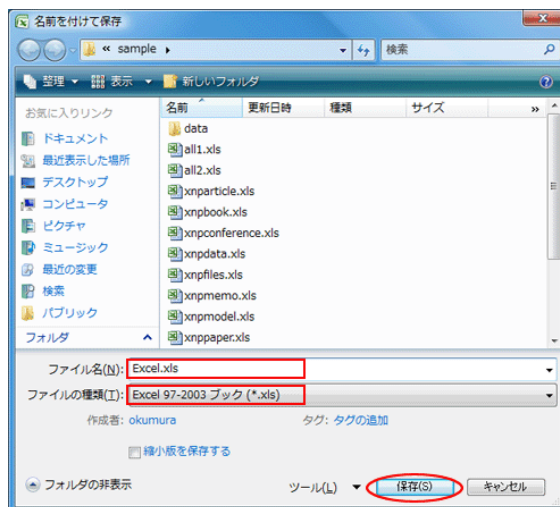 名前を付けて保存
« sample
検索
整理 表示 新しいフォルダ
お気に入りリンク
ドキュメント
最近表示した場所
デスクトップ
コンピュータ
ピクチャ
ミュージック
最近の変更
検索
パブリック
フォルダ
名前 更新日時 種類 サイズ »
data
all1.xls
all2.xls
xnparticle.xls
xnpbook.xls
xnpconference.xls
xnpdata.xls
xnpfiles.xls
xnpmemo.xls
xnpmodel.xls
xnppaper.xls
ファイル名(N): Excel.xls
ファイルの種類(T): Excel 97-2003 ブック (*.xls)
作成者: okumura タグ: タグの追加
縮小版を保存する
フォルダの非表示 ツール(L) 保存(S) キャンセル